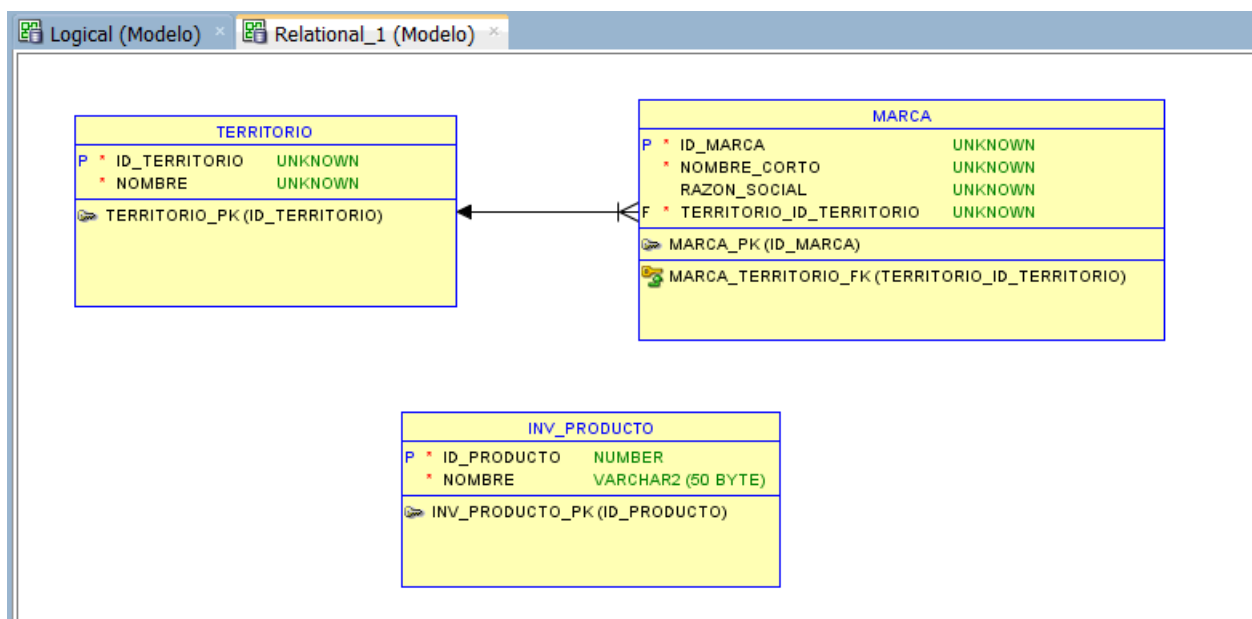 Logical (Modelo) × Relational_1 (Modelo) ×
TERRITORIO
P * ID_TERRITORIO UNKNOWN
* NOMBRE UNKNOWN
TERRITORIO_PK (ID_TERRITORIO)
MARCA
P * ID_MARCA UNKNOWN
* NOMBRE_CORTO UNKNOWN
RAZON_SOCIAL UNKNOWN
F * TERRITORIO_ID_TERRITORIO UNKNOWN
MARCA_PK (ID_MARCA)
MARCA_TERRITORIO_FK (TERRITORIO_ID_TERRITORIO)
INV_PRODUCTO
P * ID_PRODUCTO NUMBER
* NOMBRE VARCHAR2 (50 BYTE)
INV_PRODUCTO_PK (ID_PRODUCTO)